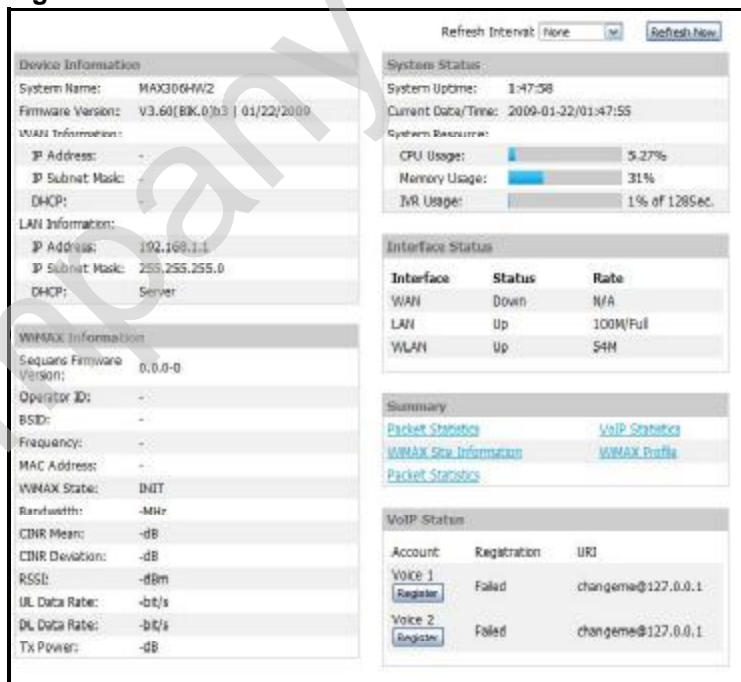 Refresh Interval: None Refresh Now
Device Information
System Name: MAX306HW2
Firmware Version: V3.60(BIK.0)b3 | 01/22/2009
WAN Information:
IP Address: -
IP Subnet Mask: -
DHCP: -
LAN Information:
IP Address: 192.168.1.1
IP Subnet Mask: 255.255.255.0
DHCP: Server
WiMAX Information
Sequans Firmware Version: 0.0.0-0
Operator ID: -
BSID: -
Frequency: -
MAC Address: -
WiMAX State: INIT
Bandwidth: -MHz
CINR Mean: -dB
CINR Deviation: -dB
RSSI: -dBm
UL Data Rate: -bit/s
DL Data Rate: -bit/s
Tx Power: -dB
System Status
System Uptime: 1:47:58
Current Date/Time: 2009-01-22/01:47:55
System Resource:
CPU Usage: 5.27%
Memory Usage: 31%
IVR Usage: 1% of 128Sec.
Interface Status
Interface Status Rate
WAN Down N/A
LAN Up 100M/Full
WLAN Up 54M
Summary
Packet Statistics VoIP Statistics
WiMAX Site Information WiMAX Profile
Packet Statistics
VoIP Status
Account Registration URI
Voice 1 Register Failed changeme@127.0.0.1
Voice 2 Register Failed changeme@127.0.0.1